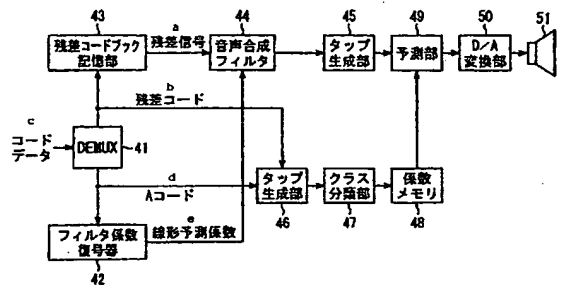 43
a
44
45
49
50
51
残差コードブック
記憶部
残差信号
音声合成
フィルタ
タップ
生成部
予測部
D/A
変換部
b
残差コード
c
コード
データ
DEMUX
41
d
Aコード
タップ
生成部
クラス
分類部
係数
メモリ
46
47
48
e
線形予測係数
フィルタ係数
復号器
42